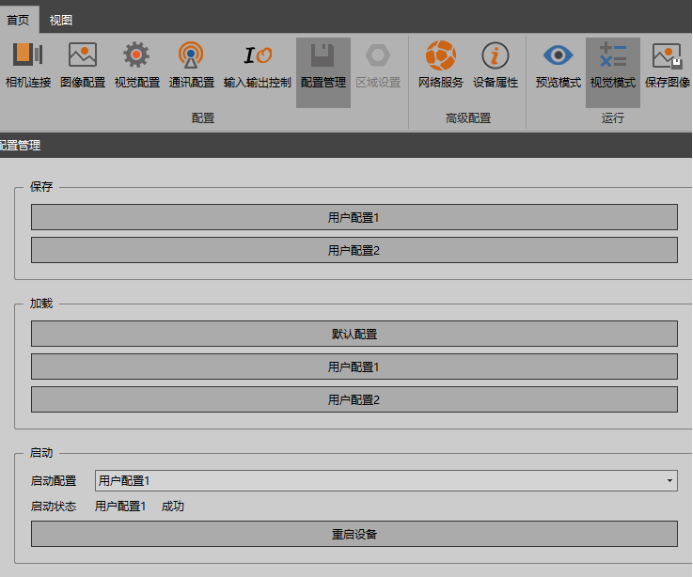 首页 视图
相机连接 图像配置 视觉配置 通讯配置 输入输出控制 配置管理 区域设置 网络服务 设备属性 预览模式 视觉模式 保存图像
配置 高级配置 运行
配置管理
保存
用户配置1
用户配置2
加载
默认配置
用户配置1
用户配置2
启动
启动配置 用户配置1
启动状态 用户配置1 成功
重启设备